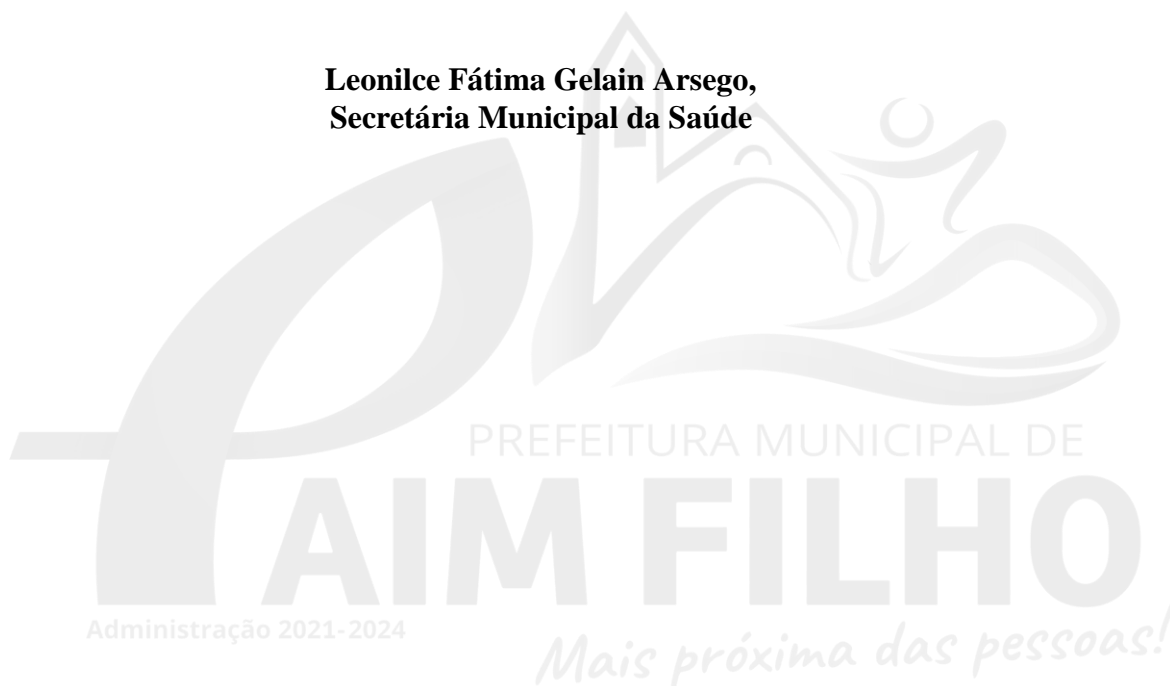 Leonilce Fátima Gelain Arsego,
Secretária Municipal da Saúde
PREFEITURA MUNICIPAL DE
PAIM FILHO
Administração 2021-2024
Mais próxima das pessoas!